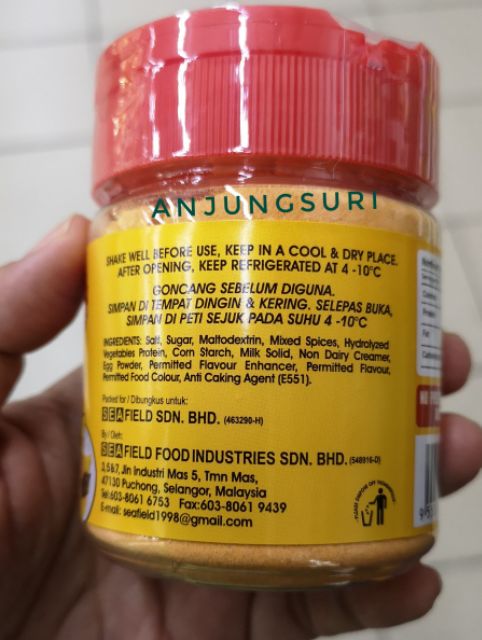 ANJUNGSURI
SHAKE WELL BEFORE USE, KEEP IN A COOL & DRY PLACE.
AFTER OPENING, KEEP REFRIGERATED AT 4 -10°C
GONCANG SEBELUM DIGUNA.
SIMPAN DI TEMPAT DINGIN & KERING. SELEPAS BUKA,
SIMPAN DI PETI SEJUK PADA SUHU 4 -10°C
INGREDIENTS: Salt, Sugar, Maltodextrin, Mixed Spices, Hydrolyzed
Vegetables Protein, Corn Starch, Milk Solid, Non Dairy Creamer,
Egg Powder, Permitted Flavour Enhancer, Permitted Flavour,
Permitted Food Colour, Anti Caking Agent (E551).
Packed for / Dibungkus untuk:
SEAFIELD SDN. BHD. (463290-H)
By / Oleh:
SEAFIELD FOOD INDUSTRIES SDN. BHD. (548916-D)
3,5&7, Jln Industri Mas 5, Tmn Mas,
47130 Puchong, Selangor, Malaysia
Tel:603-8061 6753 Fax:603-8061 9439
E-mail: seafield1998@gmail.com